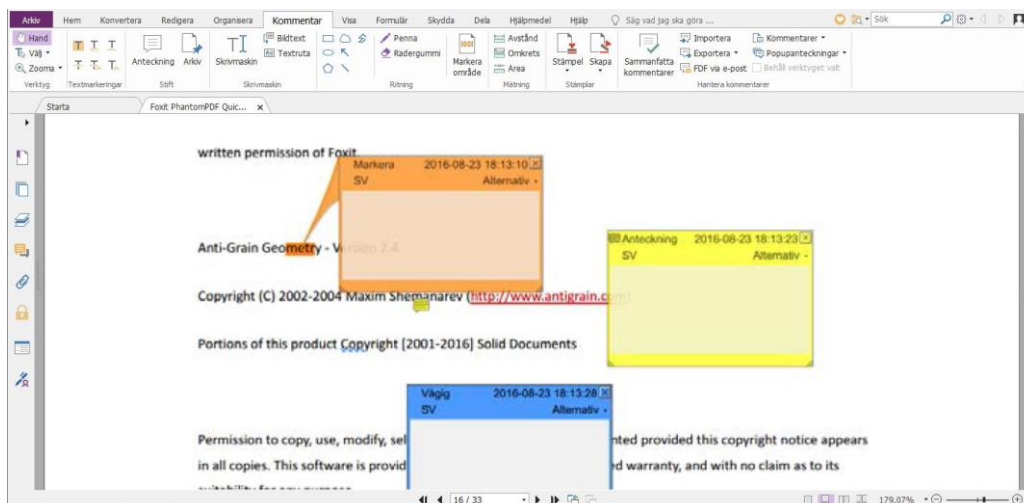 Arkiv Hem Konvertera Redigera Organisera Kommentar Visa Formulär Skydda Dela Hjälpmedel Hjälp Säg vad jag ska göra ... Sök
Hand
Välj
Zooma
Verktyg
T T T
T T T
Textmarkeringar
Anteckning Arkiv
Stift
Skrivmaskin
Bildtext
Textruta
Skrivmaskin
Penna
Radergummi
Ritning
Markera område
Avstånd
Omkrets
Area
Mätning
Stämpel Skapa
Stämplar
Sammanfatta kommentarer
Importera
Exportera
FDF via e-post
Kommentarer
Popupanteckningar
Behåll verktyget valt
Hantera kommentarer
Starta Foxit PhantomPDF Quic... x
written permission of Foxit.
Markera 2016-08-23 18:13:10
SV Alternativ
Anti-Grain Geometry - Version 2.4
Anteckning 2016-08-23 18:13:23
SV Alternativ
Copyright (C) 2002-2004 Maxim Shemanarev (http://www.antigrain.com)
Portions of this product Copyright [2001-2016] Solid Documents
Vågig 2016-08-23 18:13:28
SV Alternativ
Permission to copy, use, modify, sel nted provided this copyright notice appears
in all copies. This software is provid d warranty, and with no claim as to its
suitability for any purpose
16 / 33 179.07%